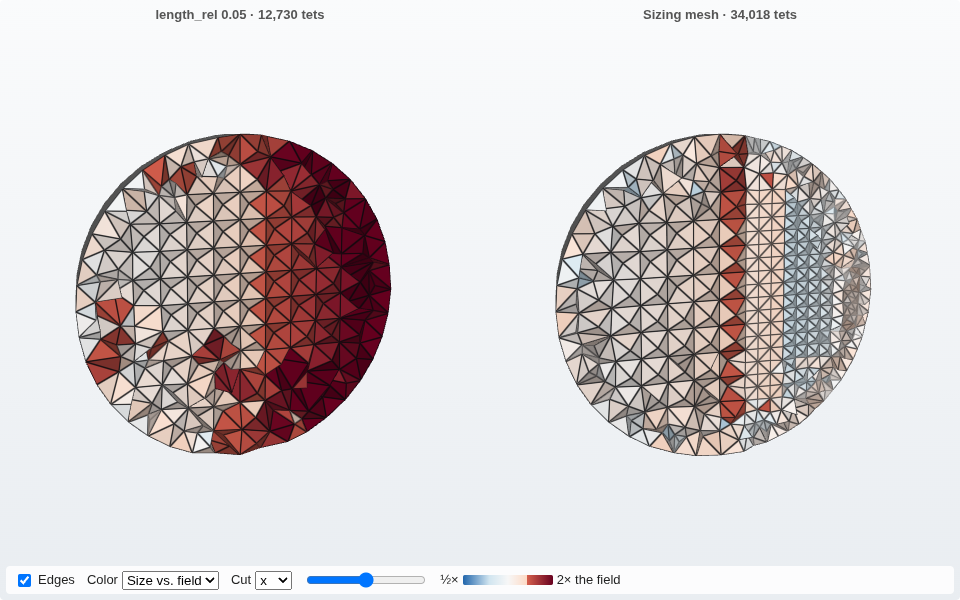 length_rel 0.05 · 12,730 tets
Sizing mesh · 34,018 tets
Edges Color Size vs. field Cut x ½× 2× the field